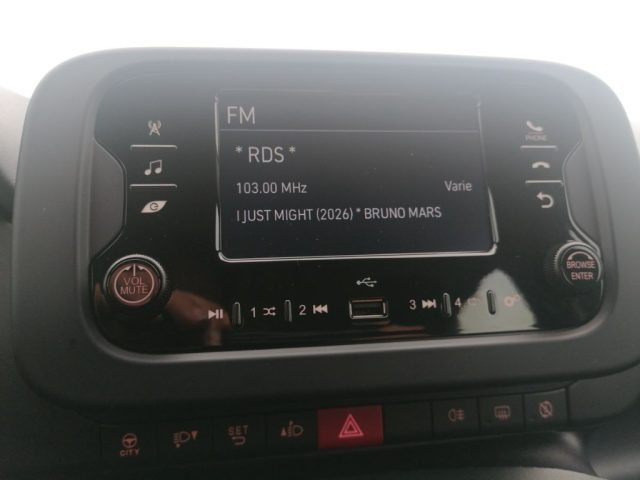 FM
* RDS *
103.00 MHz Varie
I JUST MIGHT (2026) * BRUNO MARS
PHONE
VOL
MUTE
BROWSE
ENTER
1 2 3 4
CITY
SET